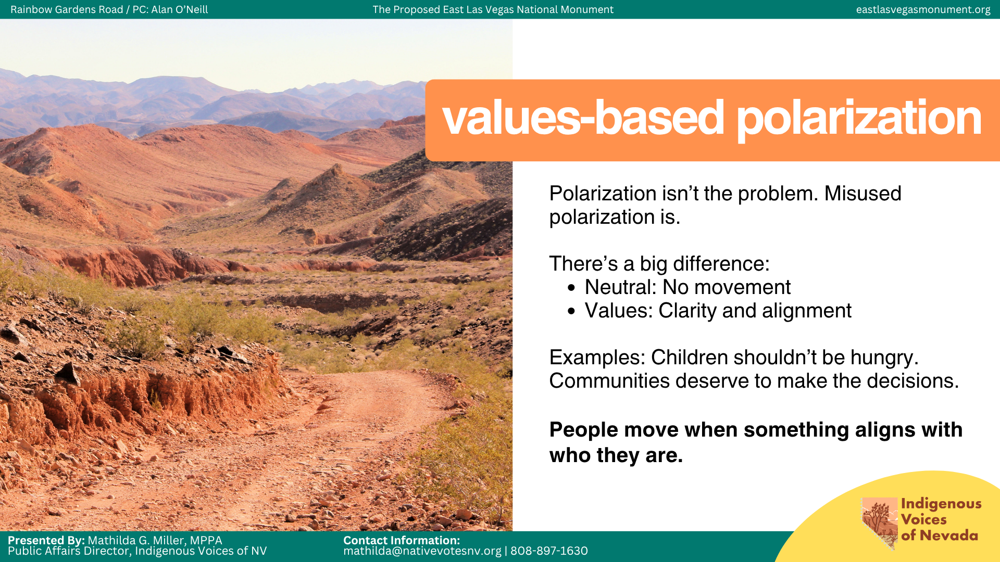 Rainbow Gardens Road / PC: Alan O’Neill
The Proposed East Las Vegas National Monument
eastlasvegasmonument.org
values-based polarization
Polarization isn’t the problem. Misused
polarization is.
There’s a big difference:
• Neutral: No movement
• Values: Clarity and alignment
Examples: Children shouldn’t be hungry.
Communities deserve to make the decisions.
People move when something aligns with
who they are.
Indigenous
Voices
of Nevada
Presented By: Mathilda G. Miller, MPPA
Public Affairs Director, Indigenous Voices of NV
Contact Information:
mathilda@nativevotesnv.org | 808-897-1630